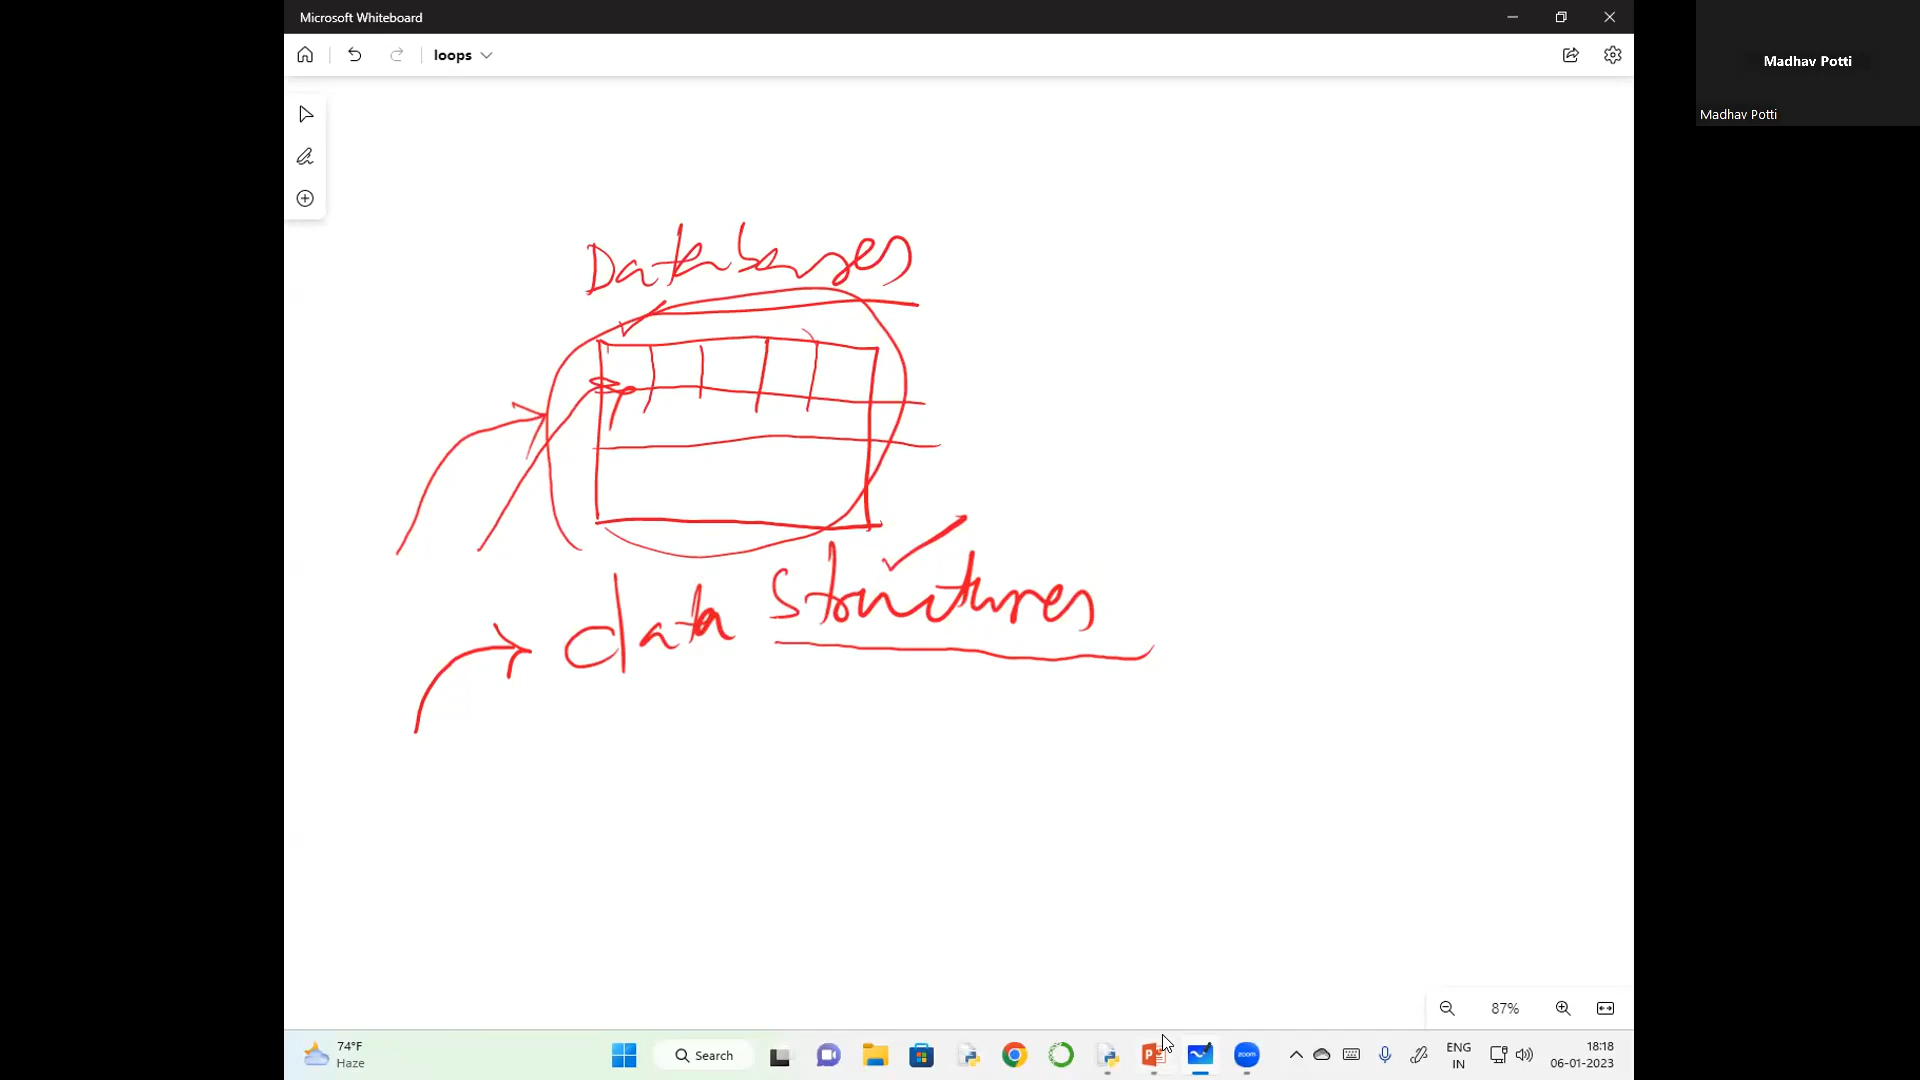 Microsoft Whiteboard
Madhav Potti
Madhav Potti
loops
Databases
data structures
87%
74°F
Haze
Search
zoom
ENG
IN
18:18
06-01-2023